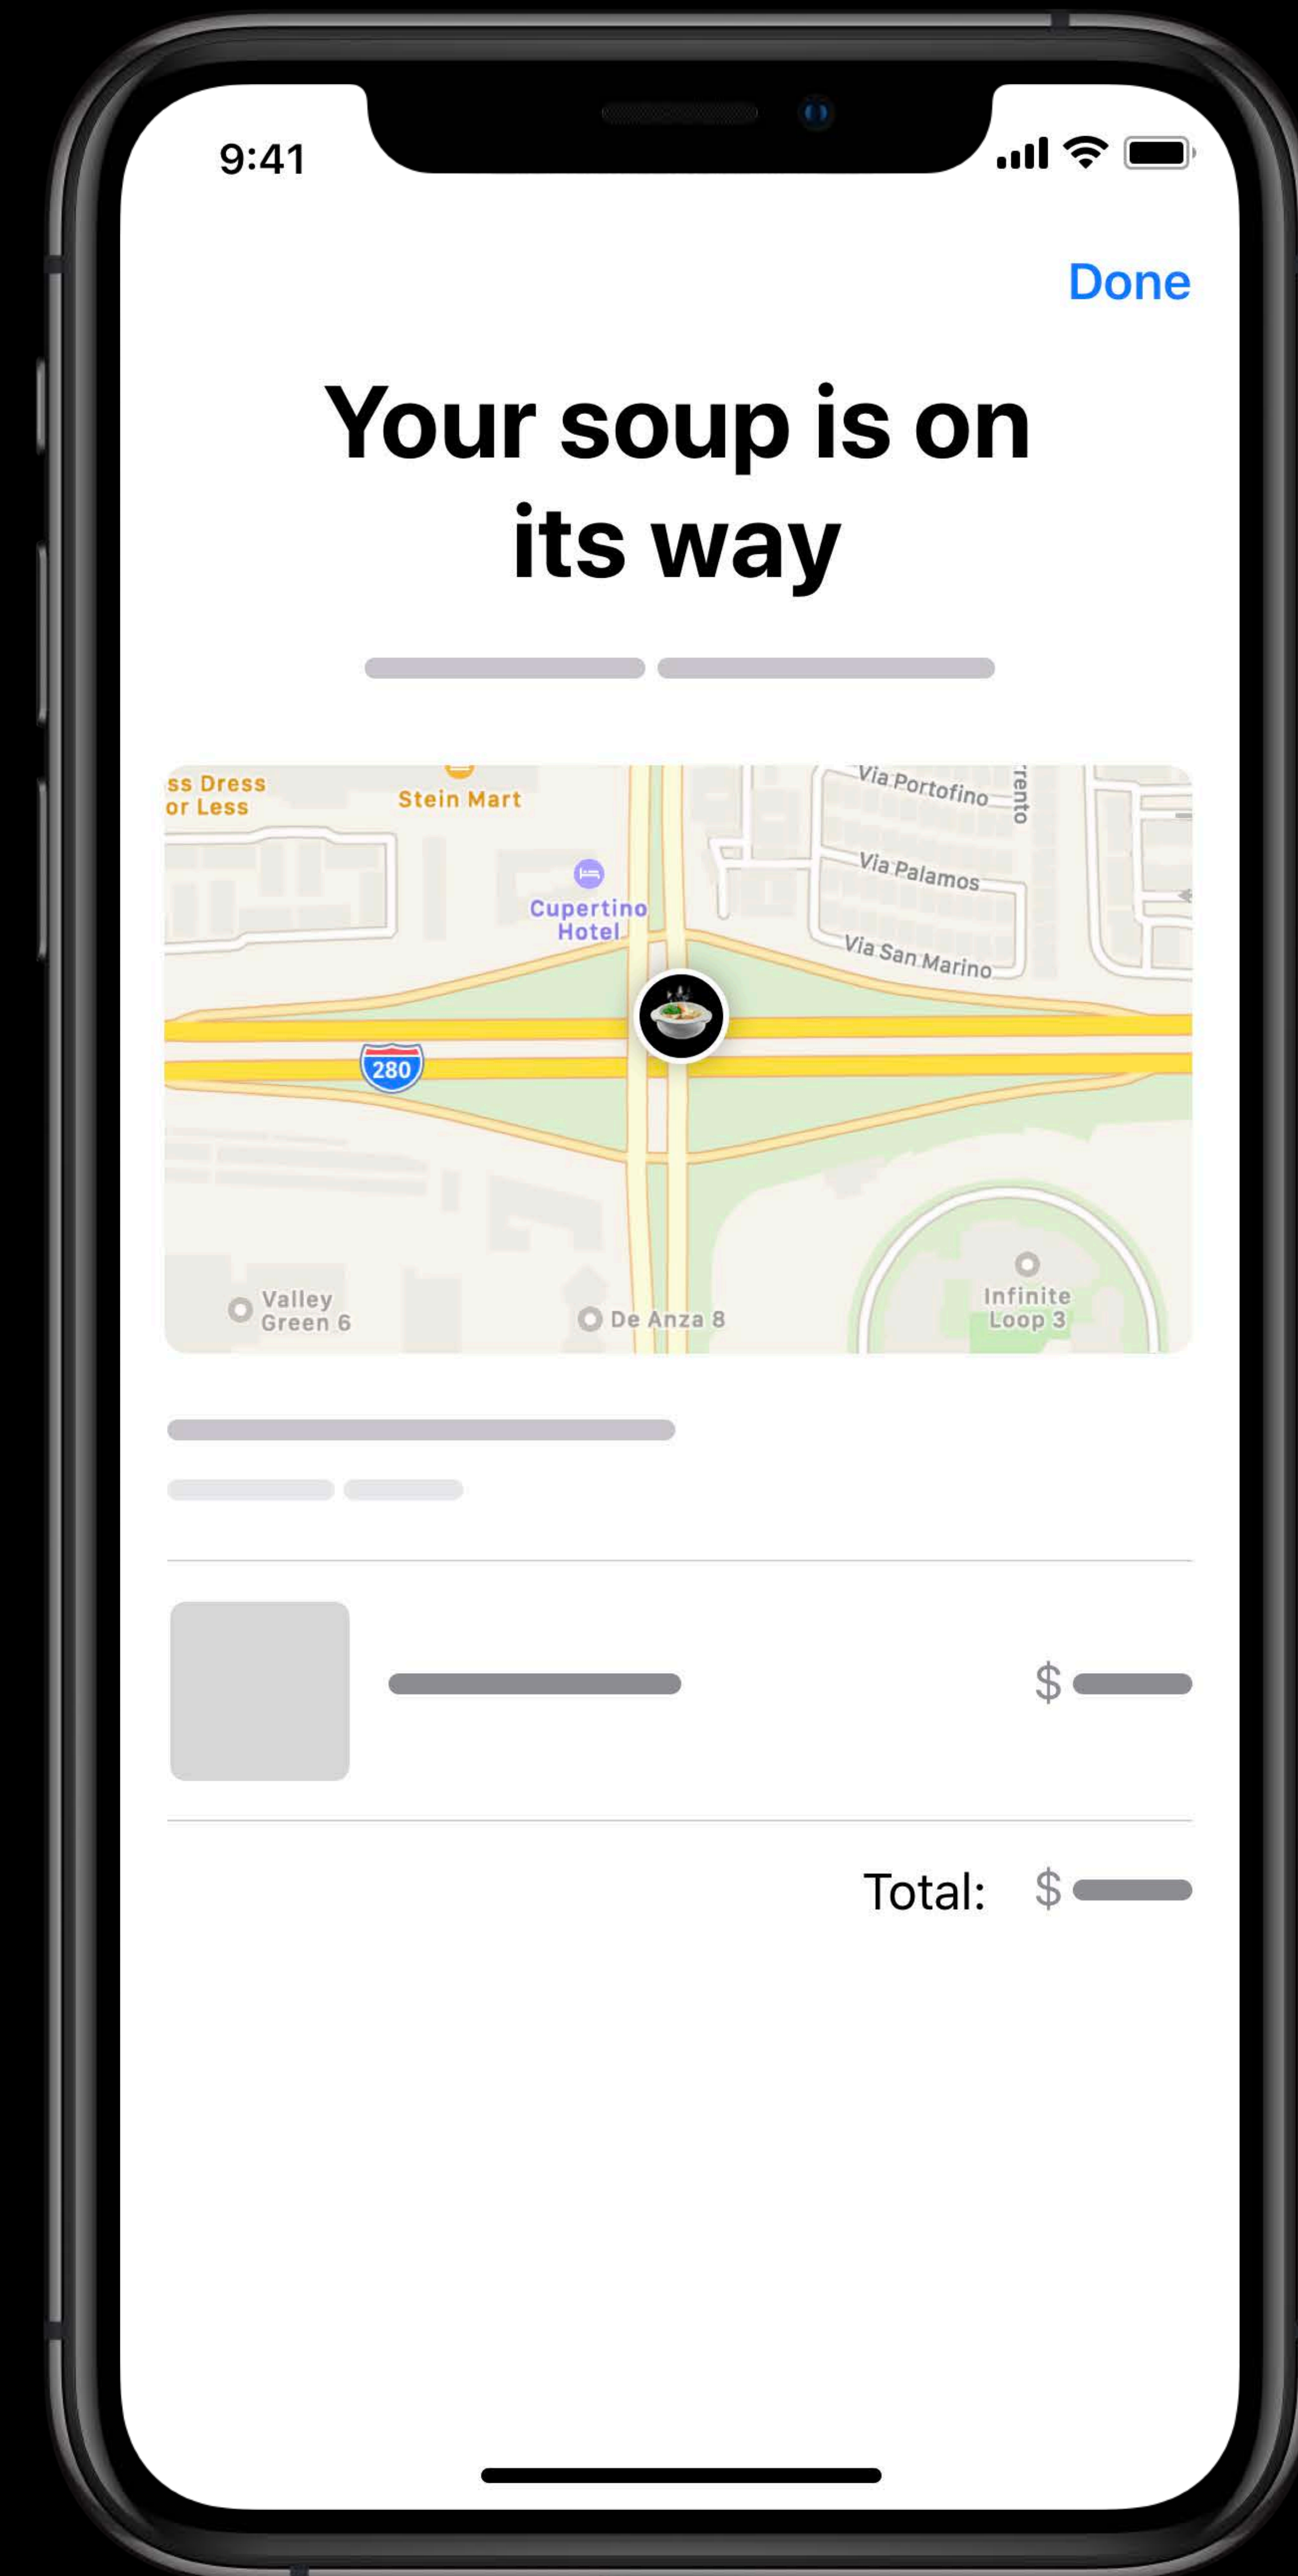 9:41
Done
Your soup is on
its way
ss Dress
or Less
Stein Mart
Via Portofino
rrento
Via Palamos
Cupertino
Hotel
Via San Marino
280
Valley
Green 6
De Anza 8
Infinite
Loop 3
$
Total: $